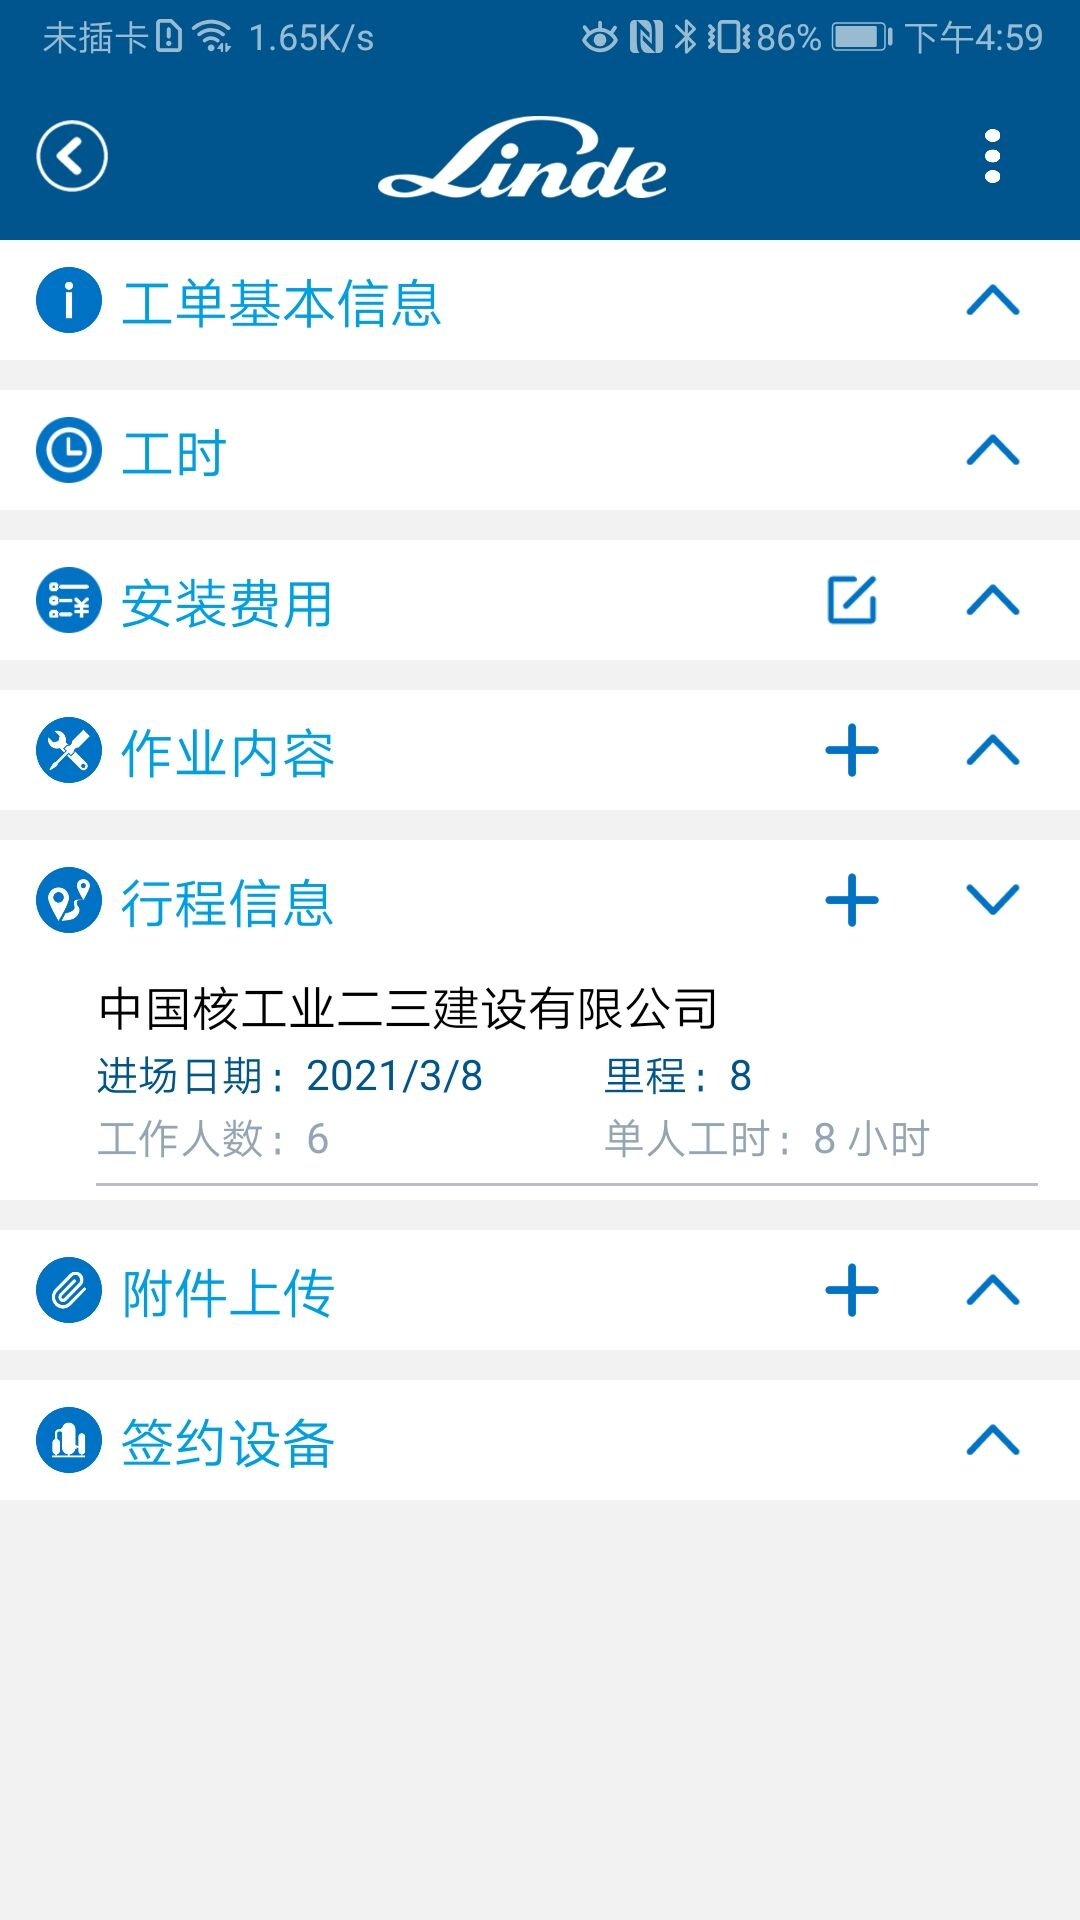 未插卡 1.65K/s 86% 下午4:59
Linde
工单基本信息
工时
安装费用
作业内容
行程信息
中国核工业二三建设有限公司
进场日期：2021/3/8 里程：8
工作人数：6 单人工时：8 小时
附件上传
签约设备